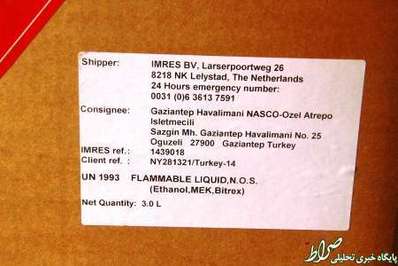 Shipper: IMRES BV, Larserpoortweg 26
8218 NK Lelystad, The Netherlands
24 Hours emergency number:
0031 (0)6 3613 7591
Consignee: Gaziantep Havalimani NASCO-Ozel Atrepo
Isletmecili
Sazgin Mh. Gaziantep Havalimani No. 25
Oguzeli 27900 Gaziantep Turkey
IMRES ref.: 1439018
Client ref.: NY281321/Turkey-14
UN 1993 FLAMMABLE LIQUID,N.O.S.
(Ethanol,MEK,Bitrex)
Net Quantity: 3.0 L
صراط
پایگاه خبری تحلیلی